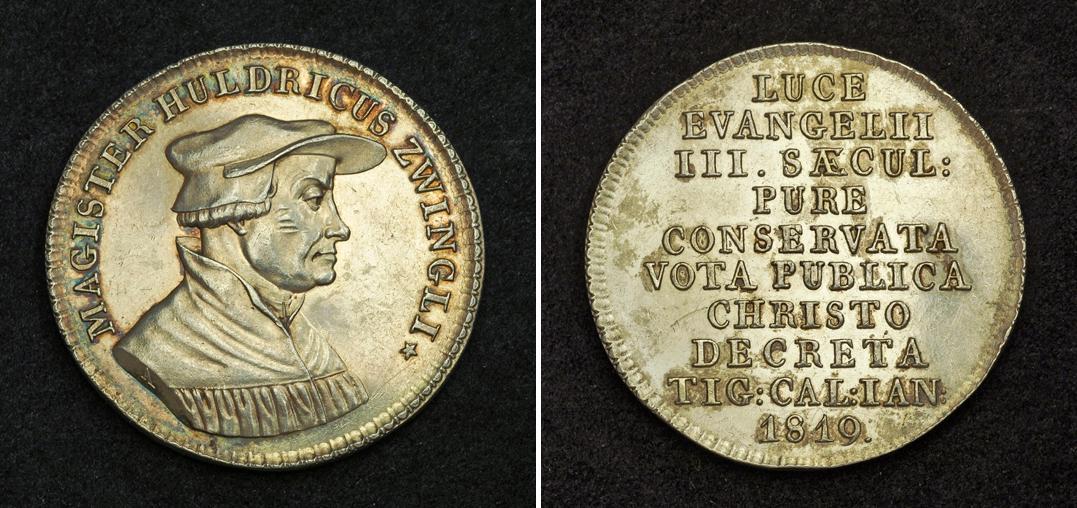 MAGISTER HULDRICUS ZWINGLI
LUCE
EVANGELII
III. SÆCUL:
PURE
CONSERVATA
VOTA PUBLICA
CHRISTO
DECRETA
TIG:CAL:IAN:
1819.